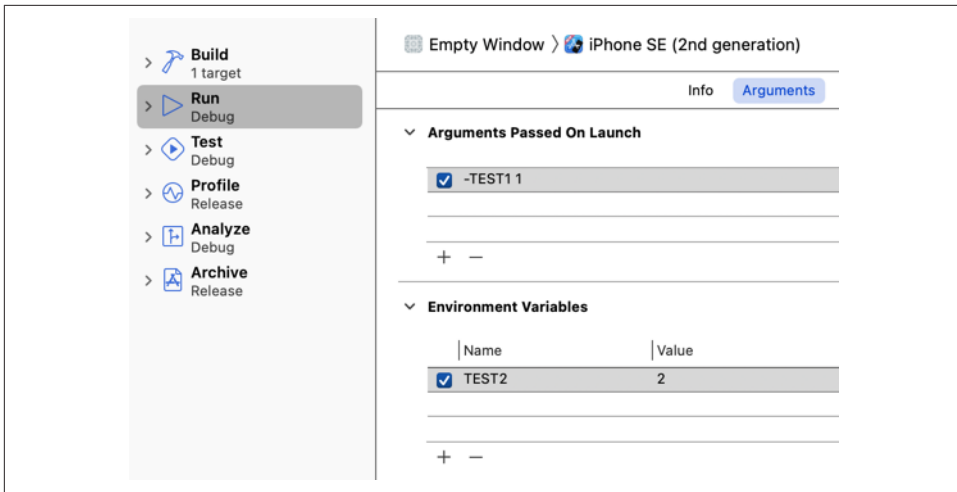 Build
1 target
Run
Debug
Test
Debug
Profile
Release
Analyze
Debug
Archive
Release
Empty Window 〉 iPhone SE (2nd generation)
Info Arguments
Arguments Passed On Launch
-TEST1 1
+ −
Environment Variables
Name Value
TEST2 2
+ −